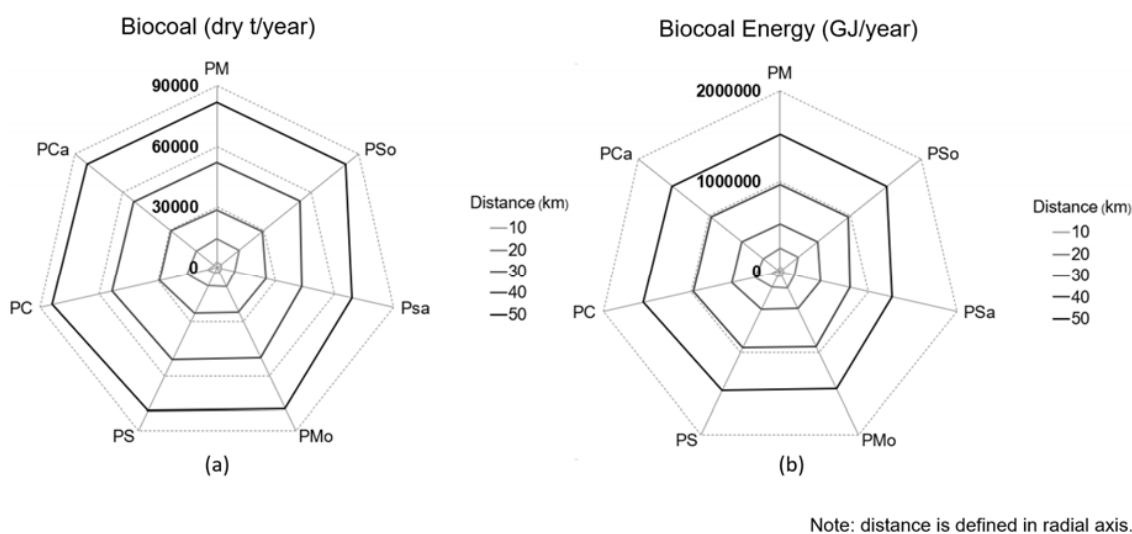 Biocoal (dry t/year)
PM
90000
PCa
60000
PSo
30000
0
PC
Psa
PS
PMo
(a)
Distance (km)
10
20
30
40
50
Biocoal Energy (GJ/year)
PM
2000000
PCa
PSo
1000000
0
PC
PSa
PS
PMo
(b)
Distance (km)
10
20
30
40
50
Note: distance is defined in radial axis.